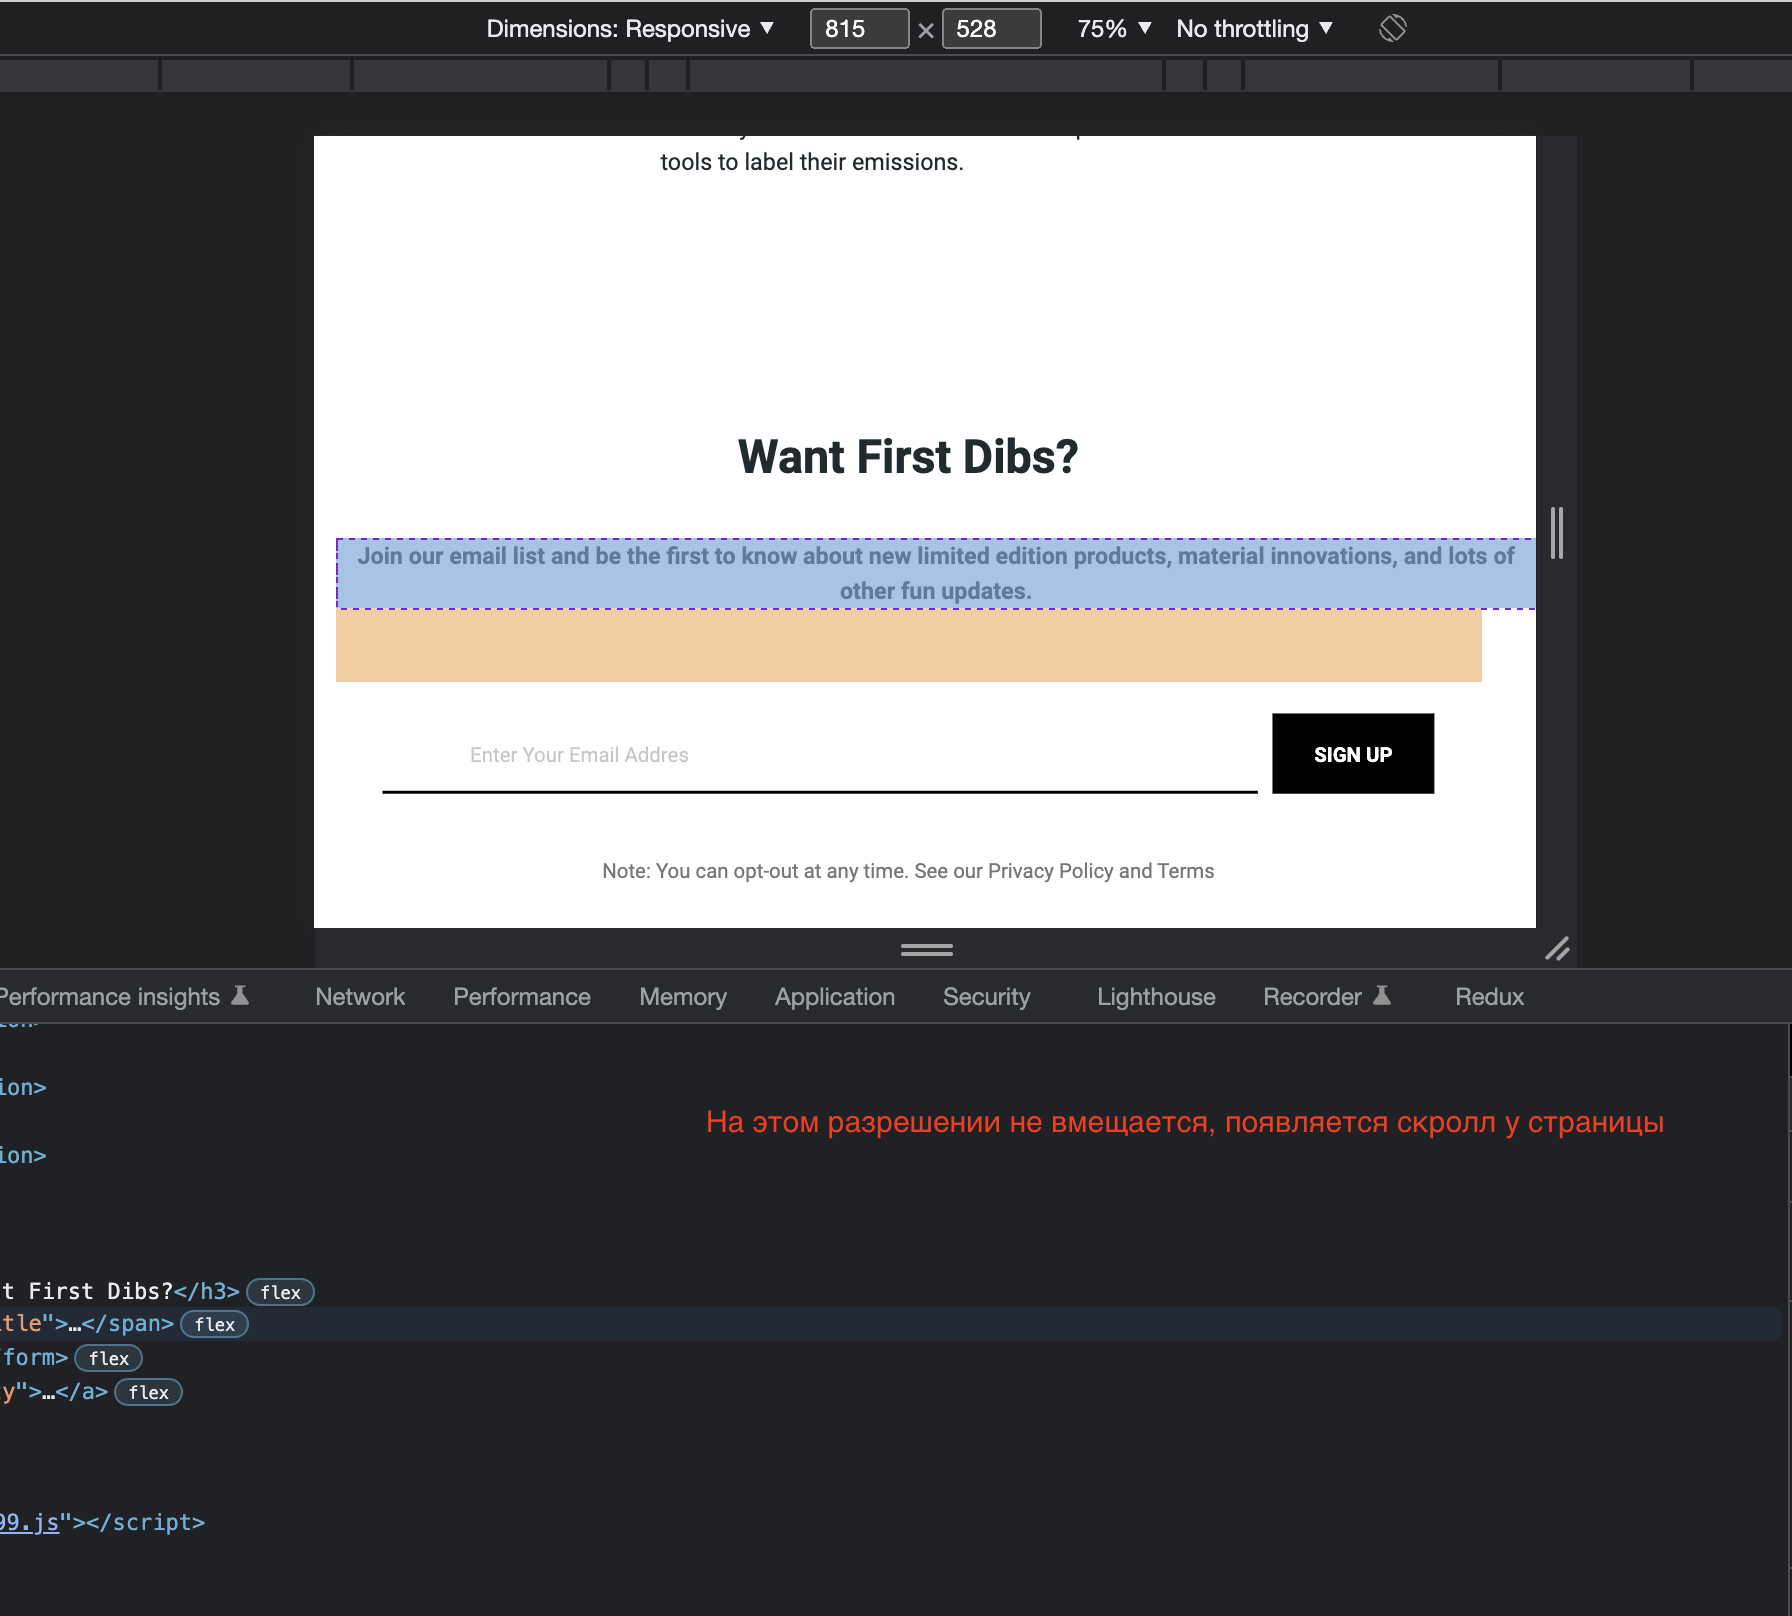 Dimensions: Responsive ▼ 815 × 528 75% ▼ No throttling ▼
tools to label their emissions.
Want First Dibs?
Join our email list and be the first to know about new limited edition products, material innovations, and lots of
other fun updates.
Enter Your Email Addres
SIGN UP
Note: You can opt-out at any time. See our Privacy Policy and Terms
Performance insights Network Performance Memory Application Security Lighthouse Recorder Redux
ion>
На этом разрешении не вмещается, появляется скролл у страницы
ion>
t First Dibs?</h3> flex
tle">…</span> flex
form> flex
y">…</a> flex
99.js"></script>